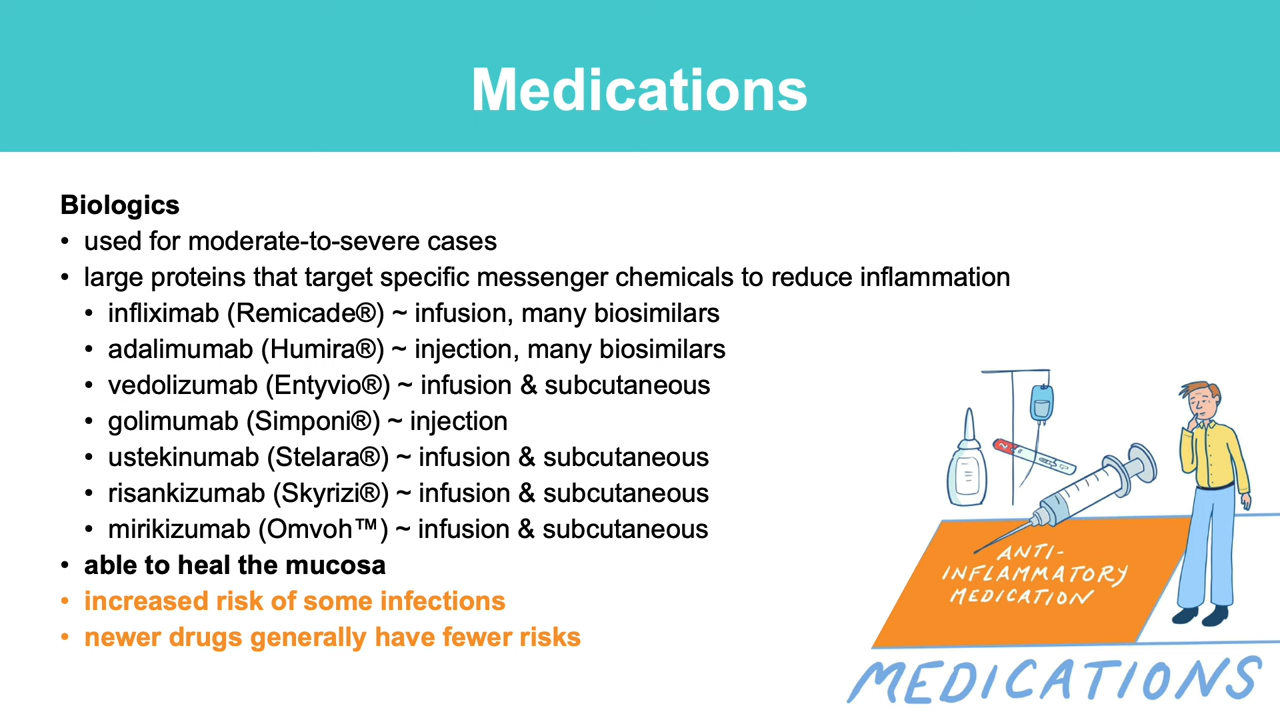 Medications
Biologics
• used for moderate-to-severe cases
• large proteins that target specific messenger chemicals to reduce inflammation
• infliximab (Remicade®) ~ infusion, many biosimilars
• adalimumab (Humira®) ~ injection, many biosimilars
• vedolizumab (Entyvio®) ~ infusion & subcutaneous
• golimumab (Simponi®) ~ injection
• ustekinumab (Stelara®) ~ infusion & subcutaneous
• risankizumab (Skyrizi®) ~ infusion & subcutaneous
• mirikizumab (Omvoh™) ~ infusion & subcutaneous
• able to heal the mucosa
• increased risk of some infections
• newer drugs generally have fewer risks
ANTI-
INFLAMMATORY
MEDICATION
MEDICATIONS